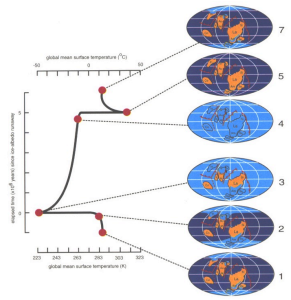 global mean surface temperature (°C)
-50 0 50
7
5
4
3
2
1
5
0
elapsed time (x10⁶ years) since ice-albedo runaway
223 243 263 283 303 323
global mean surface temperature (K)